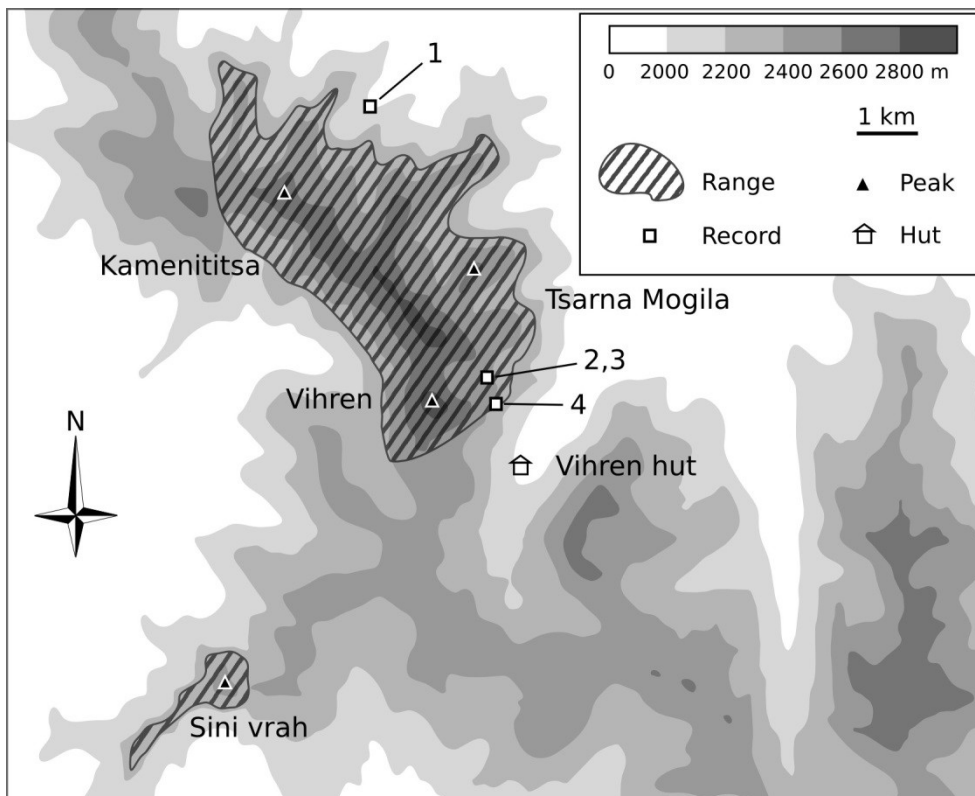 1
0 2000 2200 2400 2600 2800 m
1 km
Range
Peak
Record
Hut
Kamenititsa
Tsarna Mogila
2,3
Vihren
4
N
Vihren hut
Sini vrah